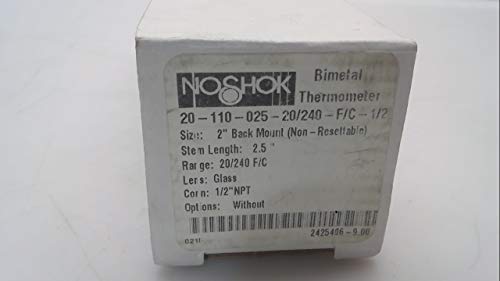 NOSHOK
Bimetal
Thermometer
20-110-025-20/240-F/C-1/2
Size: 2" Back Mount (Non-Resettable)
Stem Length: 2.5 "
Range: 20/240 F/C
Lens: Glass
Conn: 1/2"NPT
Options: Without
0211
2425406-9.00